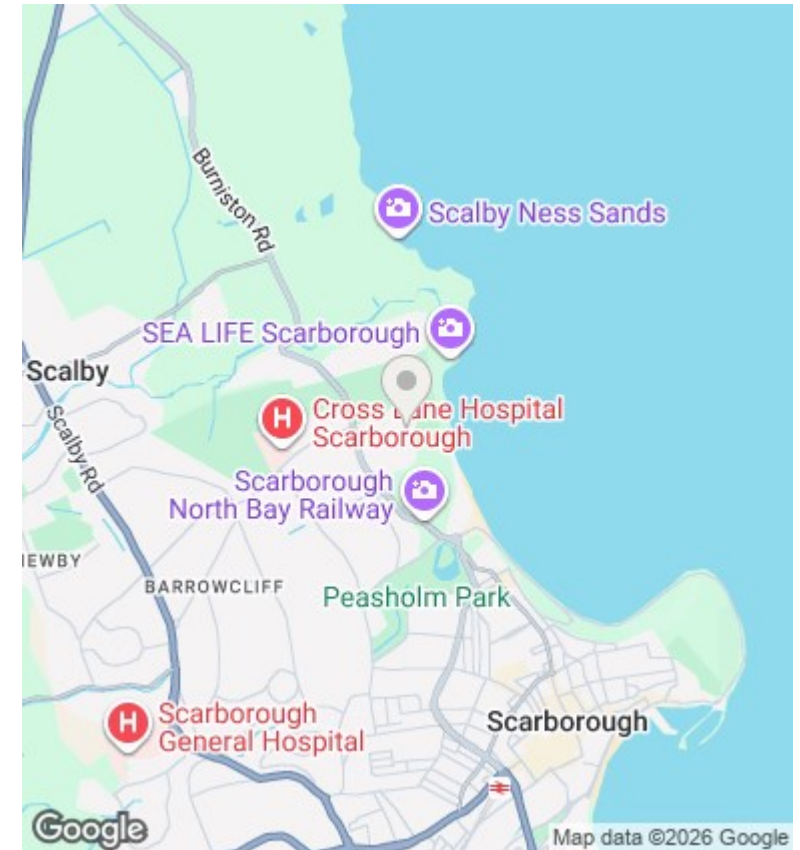 Burniston Rd
Scalby Ness Sands
SEA LIFE Scarborough
Scalby
Cross Lane Hospital
Scarborough
Scalby Rd
Scarborough
North Bay Railway
BARROWCLIFF
Peasholm Park
H
H
Scarborough
General Hospital
Scarborough
Google
Map data ©2026 Google